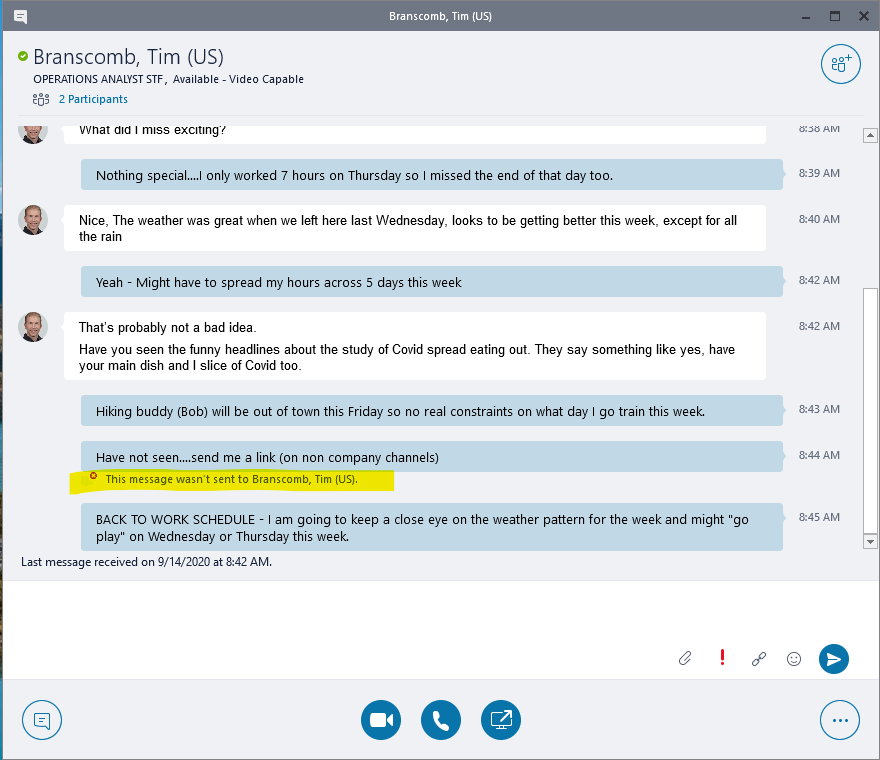 Branscomb, Tim (US)
Branscomb, Tim (US)
OPERATIONS ANALYST STF, Available - Video Capable
2 Participants
What did I miss exciting?
8:38 AM
Nothing special....I only worked 7 hours on Thursday so I missed the end of that day too.
8:39 AM
Nice, The weather was great when we left here last Wednesday, looks to be getting better this week, except for all
the rain
8:40 AM
Yeah - Might have to spread my hours across 5 days this week
8:42 AM
That's probably not a bad idea.
8:42 AM
Have you seen the funny headlines about the study of Covid spread eating out. They say something like yes, have
your main dish and I slice of Covid too.
Hiking buddy (Bob) will be out of town this Friday so no real constraints on what day I go train this week.
8:43 AM
Have not seen....send me a link (on non company channels)
8:44 AM
This message wasn't sent to Branscomb, Tim (US).
BACK TO WORK SCHEDULE - I am going to keep a close eye on the weather pattern for the week and might "go
play" on Wednesday or Thursday this week.
8:45 AM
Last message received on 9/14/2020 at 8:42 AM.